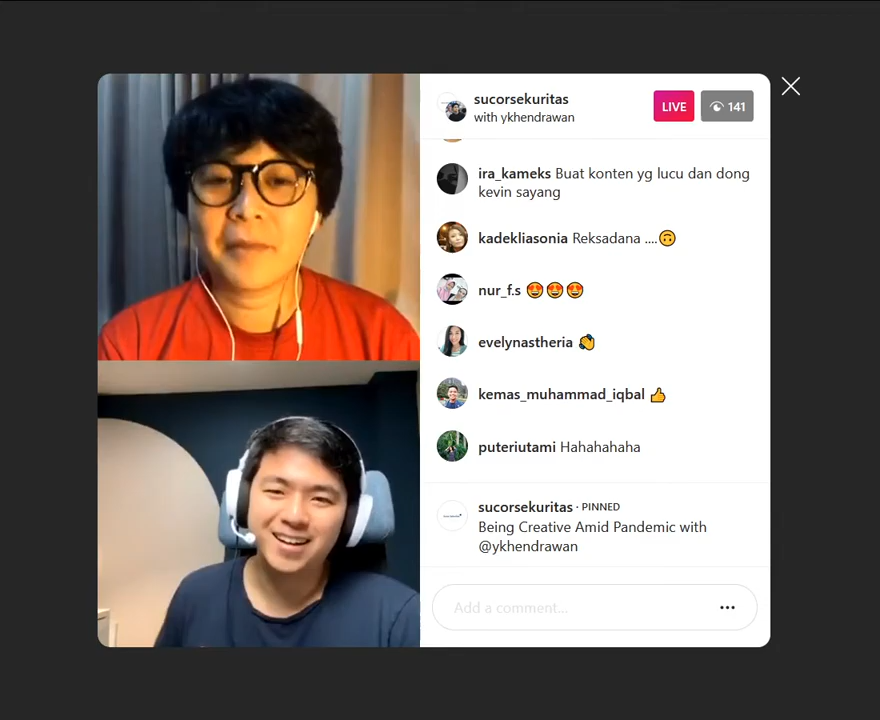 sucorsekuritas
with ykhendrawan
LIVE
141
ira_kameks Buat konten yg lucu dan dong
kevin sayang
kadekliasonia Reksadana ....🙃
nur_f.s 😍😍😍
evelynastheria 👏
kemas_muhammad_iqbal 👍
puteriutami Hahahahaha
sucorsekuritas · PINNED
Being Creative Amid Pandemic with
@ykhendrawan
Add a comment...